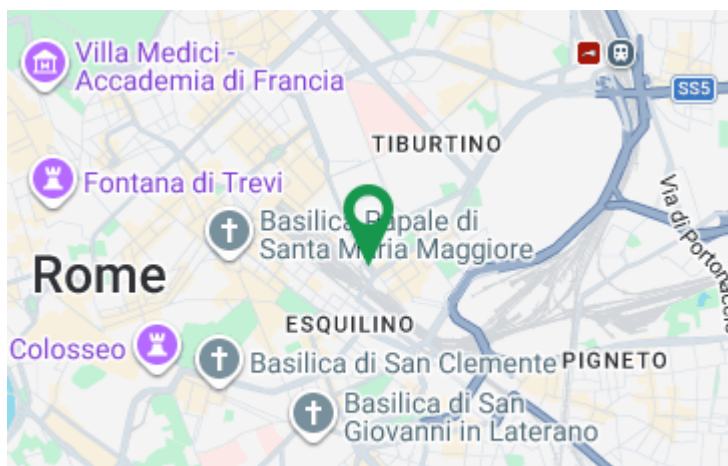 Villa Medici -
Accademia di Francia
SS5
TIBURTINO
Fontana di Trevi
Basilica Papale di
Santa Maria Maggiore
Rome
Via di Portonaccio
ESQUILINO
Colosseo
Basilica di San Clemente
PIGNETO
Basilica di San
Giovanni in Laterano